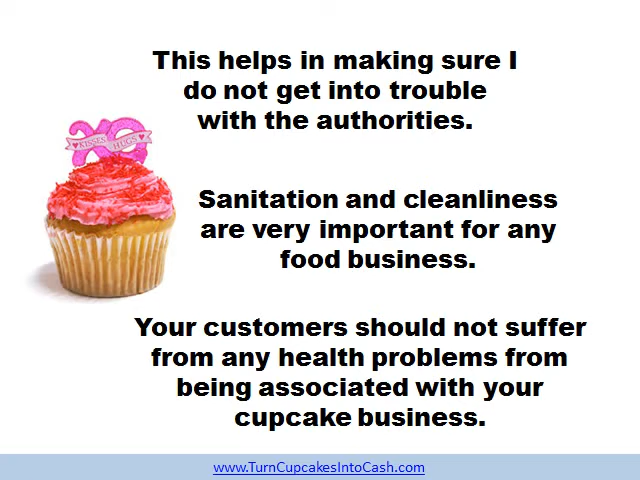 This helps in making sure I
do not get into trouble
with the authorities.
KISSES HUGS
Sanitation and cleanliness
are very important for any
food business.
Your customers should not suffer
from any health problems from
being associated with your
cupcake business.
www.TurnCupcakesIntoCash.com